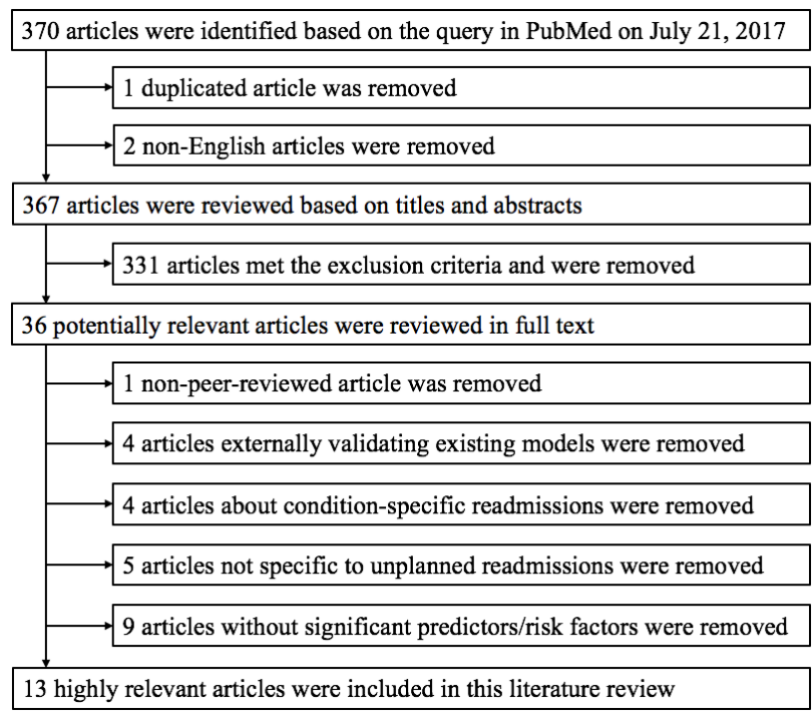 370 articles were identified based on the query in PubMed on July 21, 2017
1 duplicated article was removed
2 non-English articles were removed
367 articles were reviewed based on titles and abstracts
331 articles met the exclusion criteria and were removed
36 potentially relevant articles were reviewed in full text
1 non-peer-reviewed article was removed
4 articles externally validating existing models were removed
4 articles about condition-specific readmissions were removed
5 articles not specific to unplanned readmissions were removed
9 articles without significant predictors/risk factors were removed
13 highly relevant articles were included in this literature review